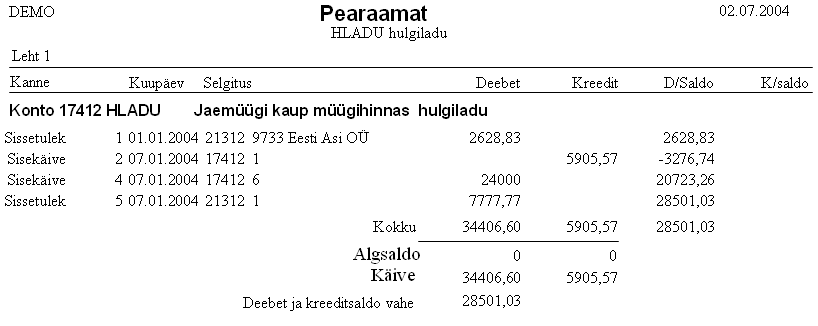 DEMO Pearaamat 02.07.2004
HLADU hulgiladu
Leht 1
Kanne Kuupäev Selgitus Deebet Kreedit D/Saldo K/saldo
Konto 17412 HLADU Jaemüügi kaup müügihinnas hulgiladu
Sissetulek 1 01.01.2004 21312 9733 Eesti Asi OÜ 2628,83 2628,83
Sisekäive 2 07.01.2004 17412 1 5905,57 -3276,74
Sisekäive 4 07.01.2004 17412 6 24000 20723,26
Sissetulek 5 07.01.2004 21312 1 7777,77 28501,03
Kokku 34406,60 5905,57 28501,03
Algsaldo 0 0
Käive 34406,60 5905,57
Deebet ja kreeditsaldo vahe 28501,03